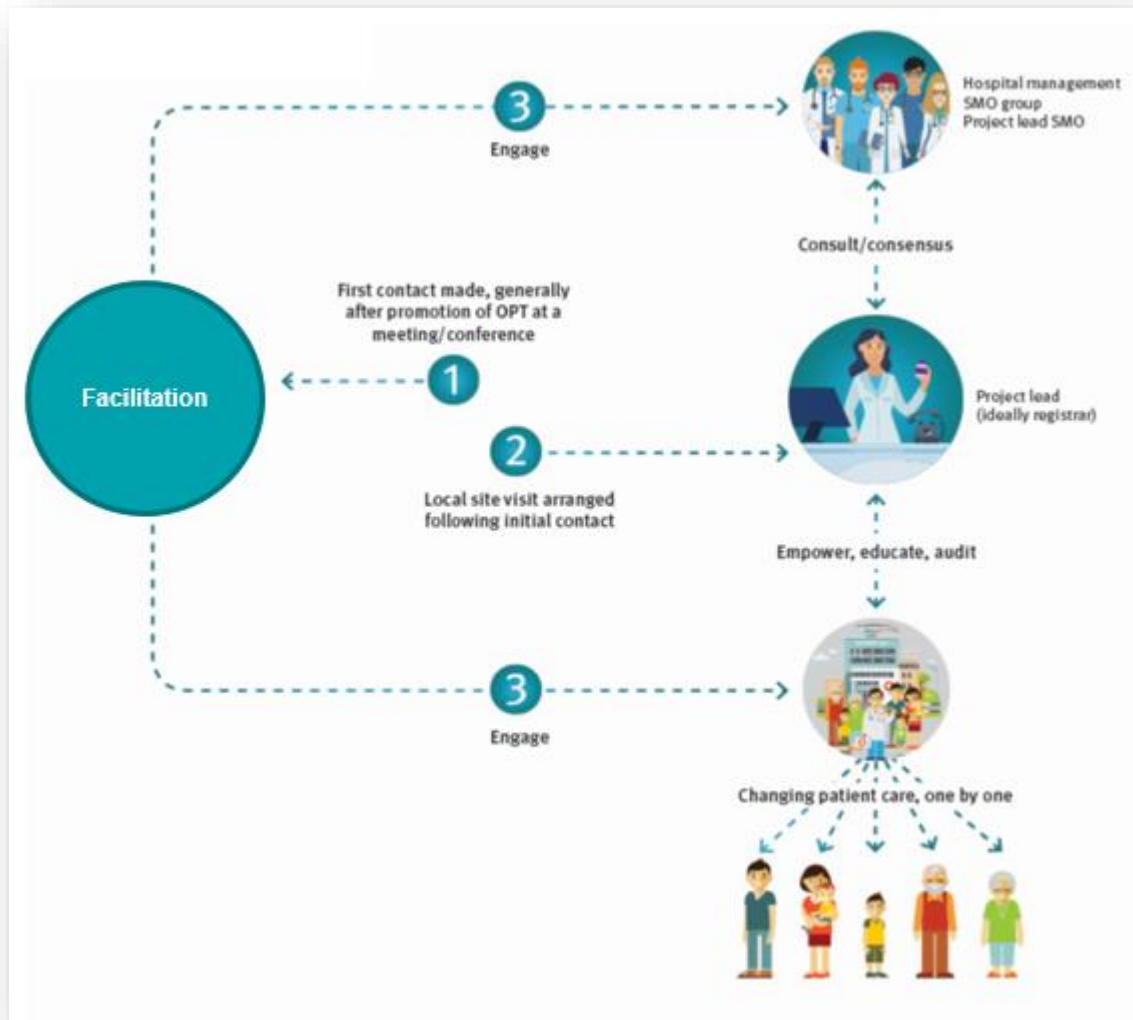 3
Engage
Hospital management
SMO group
Project lead SMO
Consult/consensus
First contact made, generally
after promotion of OPT at a
meeting/conference
1
Facilitation
Project lead
(ideally registrar)
2
Local site visit arranged
following initial contact
Empower, educate, audit
3
Engage
Changing patient care, one by one